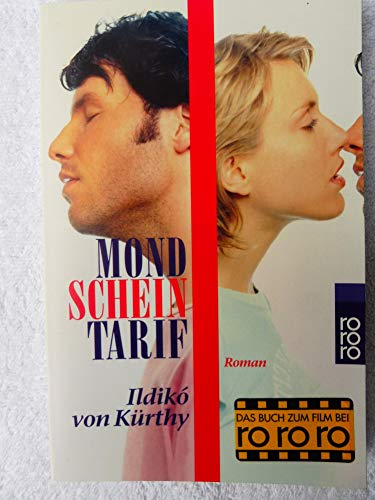 MOND
SCHEIN
TARIF
Ildikó
von Kürthy
Roman
ro
ro
ro
DAS BUCH ZUM FILM BEI
ro ro ro